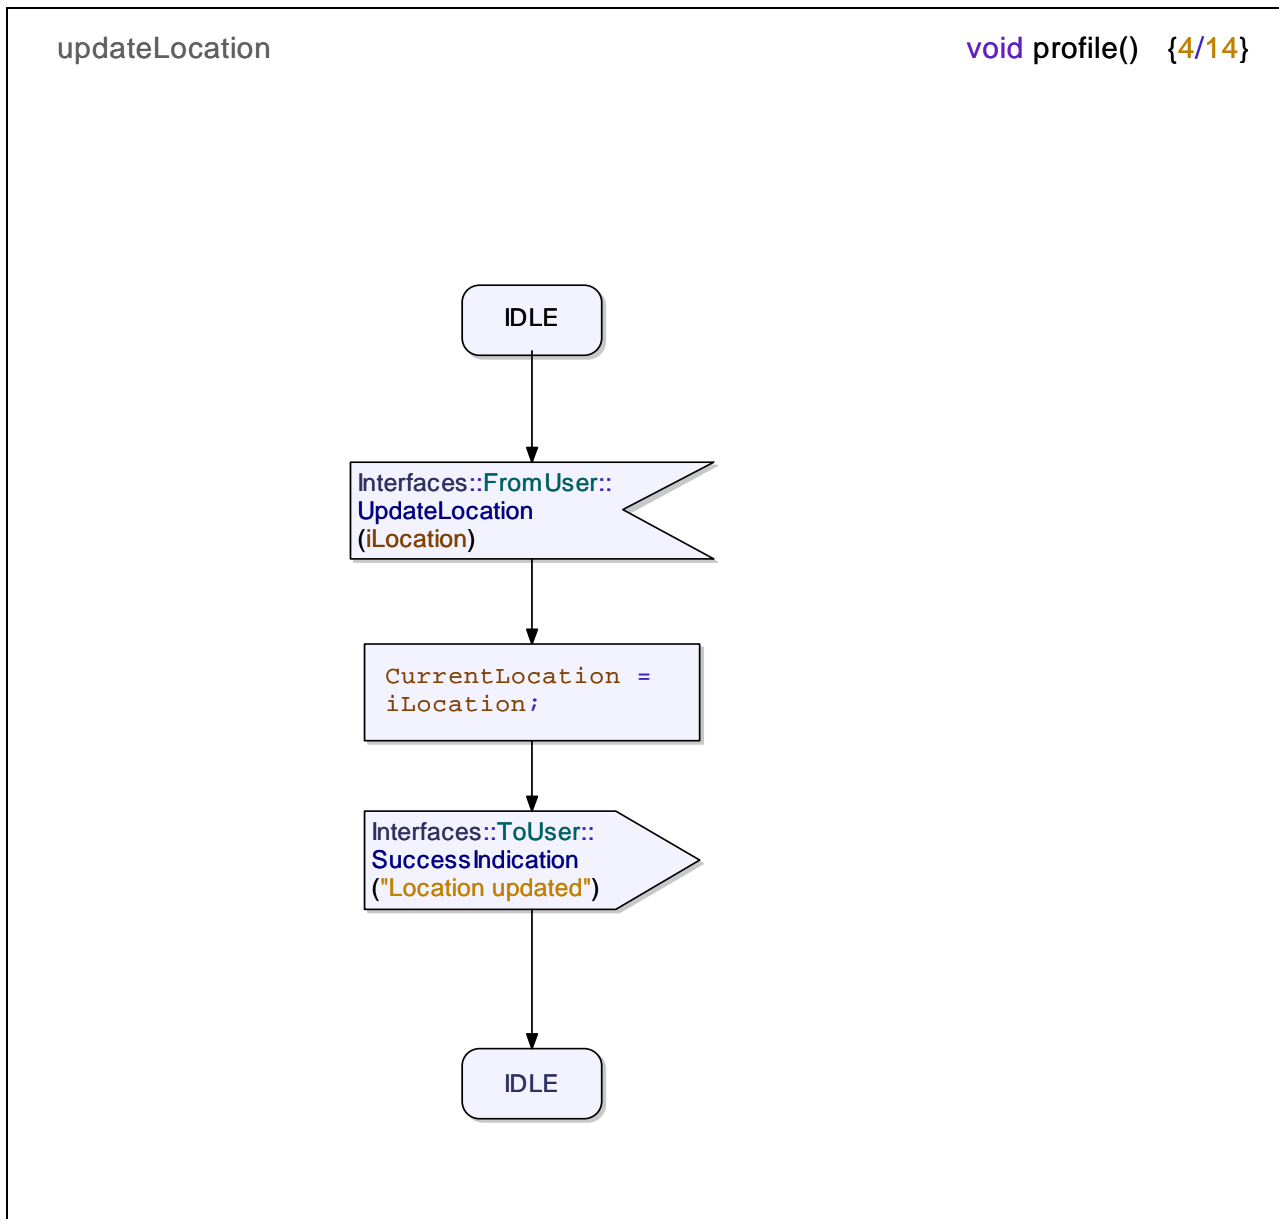 updateLocation
void profile() {4/14}
IDLE
Interfaces::FromUser::
UpdateLocation
(iLocation)
CurrentLocation =
iLocation;
Interfaces::ToUser::
SuccessIndication
("Location updated")
IDLE